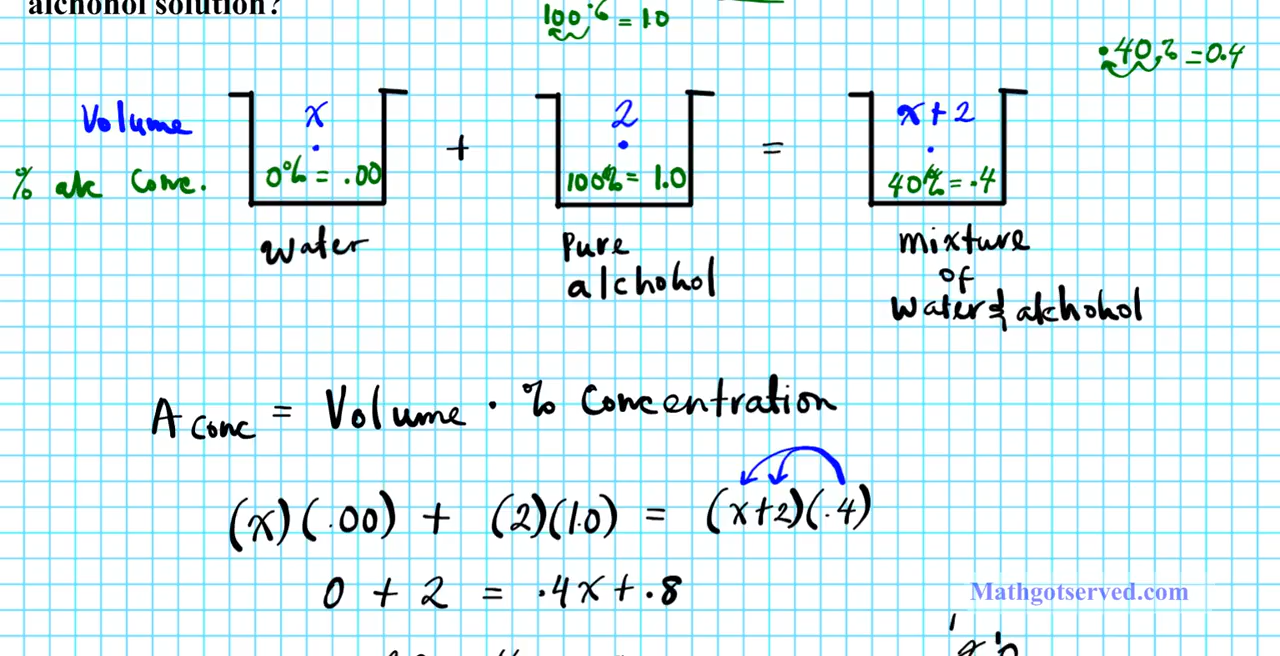 alchohol solution?
100.% = 1.0
.40.% = 0.4
Volume x 2 x + 2
+ =
% alc Conc. 0% = .00 100% = 1.0 40% = .4
Water Pure alchohol mixture of Water & alchohol
A conc = Volume · % Concentration
(x)(.00) + (2)(1.0) = (x+2)(.4)
0 + 2 = .4x + .8
Mathgotserved.com